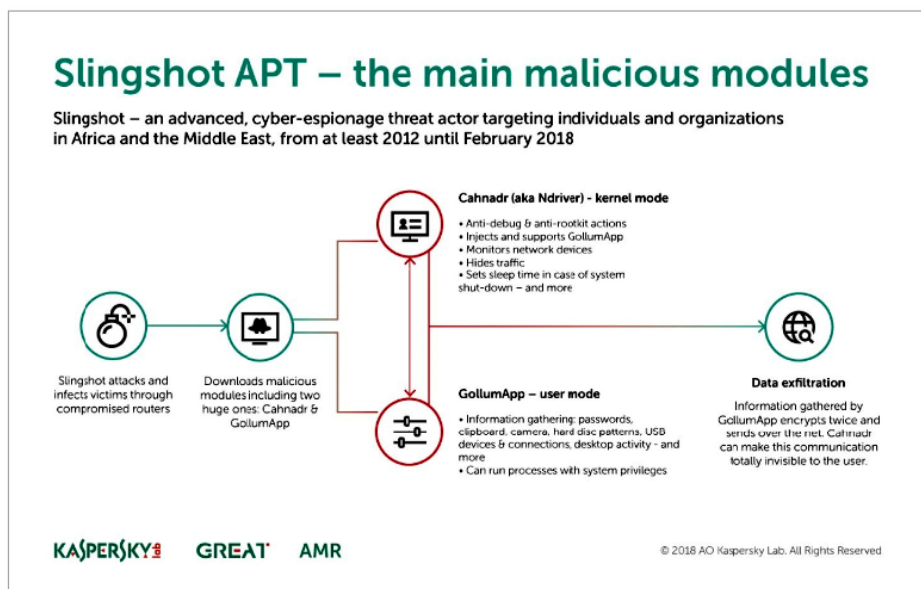 Slingshot APT – the main malicious modules
Slingshot – an advanced, cyber-espionage threat actor targeting individuals and organizations
in Africa and the Middle East, from at least 2012 until February 2018
Cahnadr (aka Ndriver) - kernel mode
• Anti-debug & anti-rootkit actions
• Injects and supports GollumApp
• Monitors network devices
• Hides traffic
• Sets sleep time in case of system
shut-down – and more
Slingshot attacks and
infects victims through
compromised routers
Downloads malicious
modules including two
huge ones: Cahnadr &
GollumApp
GollumApp – user mode
• Information gathering: passwords,
clipboard, camera, hard disc patterns, USB
devices & connections, desktop activity - and
more
• Can run processes with system privileges
Data exfiltration
Information gathered by
GollumApp encrypts twice and
sends over the net. Cahnadr
can make this communication
totally invisible to the user.
KASPERSKY lab
GREAT
AMR
© 2018 AO Kaspersky Lab. All Rights Reserved